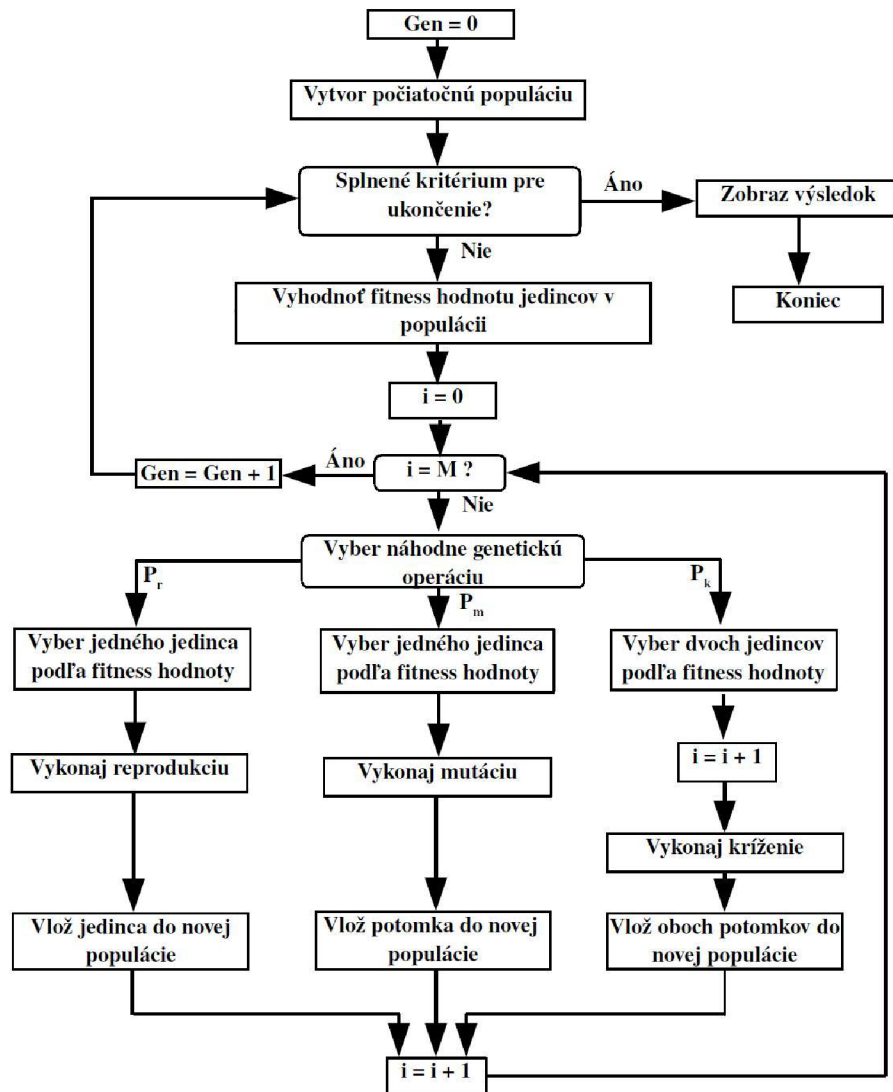 Gen = 0
Vytvor počiatočnú populáciu
Splnené kritérium pre
ukončenie?
Áno
Zobraz výsledok
Koniec
Nie
Vyhodnoť fitness hodnotu jedincov v
populácii
i = 0
i = M ?
Áno
Gen = Gen + 1
Nie
Vyber náhodne genetickú
operáciu
Pr
Pm
Pk
Vyber jedného jedinca
podľa fitness hodnoty
Vyber jedného jedinca
podľa fitness hodnoty
Vyber dvoch jedincov
podľa fitness hodnoty
Vykonaj reprodukciu
Vykonaj mutáciu
i = i + 1
Vykonaj kríženie
Vlož jedinca do novej
populácie
Vlož potomka do novej
populácie
Vlož oboch potomkov do
novej populácie
i = i + 1